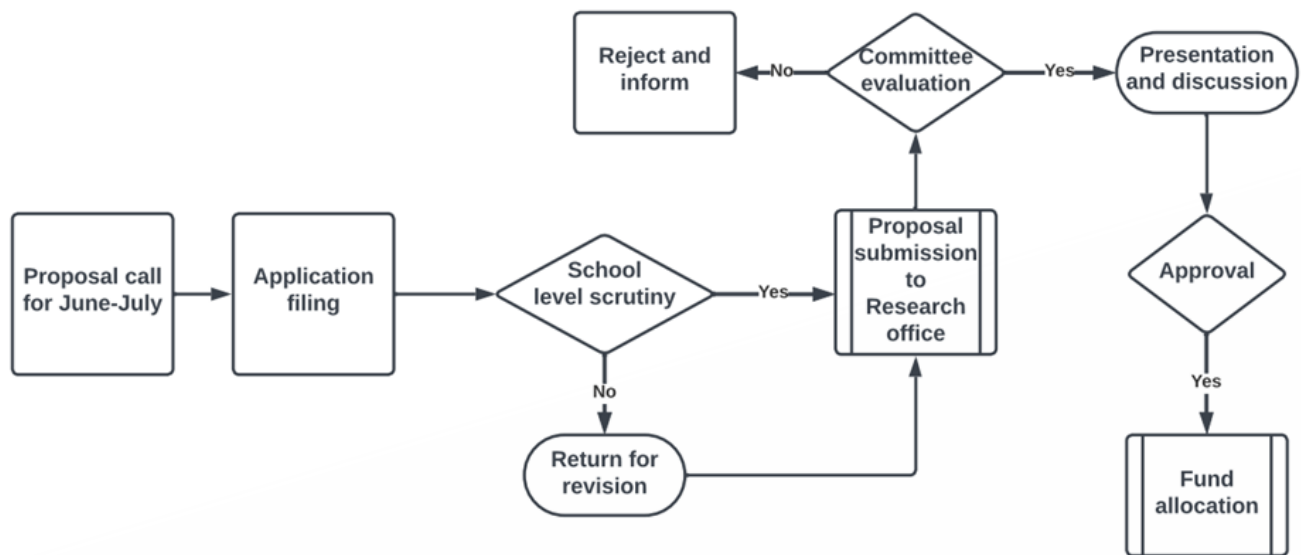 Proposal call
for June-July
Application
filing
School
level scrutiny
Yes
No
Return for
revision
Proposal
submission
to
Research
office
Committee
evaluation
No
Reject and
inform
Yes
Presentation
and discussion
Approval
Yes
Fund
allocation